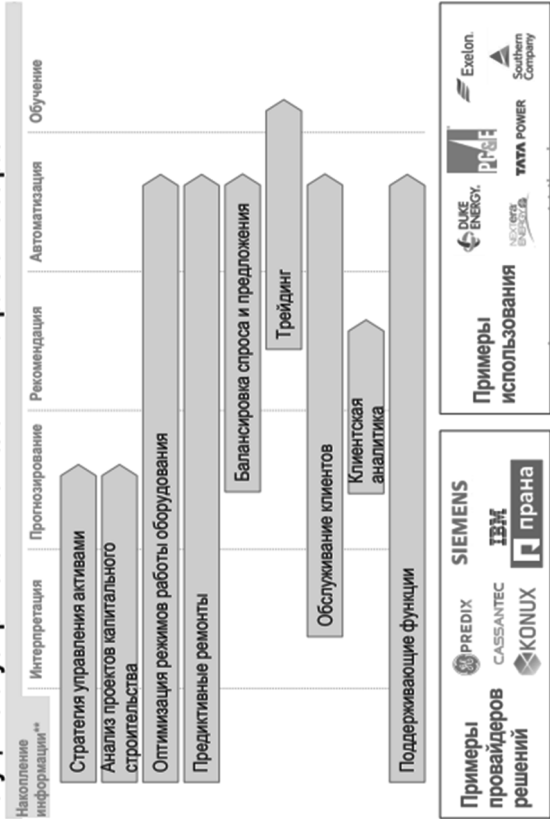 Накопление
информации**
Интерпретация
Прогнозирование
Рекомендация
Автоматизация
Обучение
Стратегия управления активами
Анализ проектов капитального
строительства
Оптимизация режимов работы оборудования
Предиктивные ремонты
Балансировка спроса и предложения
Трейдинг
Обслуживание клиентов
Клиентская
аналитика
Поддерживающие функции
Примеры
провайдеров
решений
PREDIX
SIEMENS
CASSANTEC
IBM
KONUX
прана
Примеры
использования
DUKE
ENERGY.
PG&E
Exelon.
NEXTera
ENERGY
TATA POWER
Southern
Company